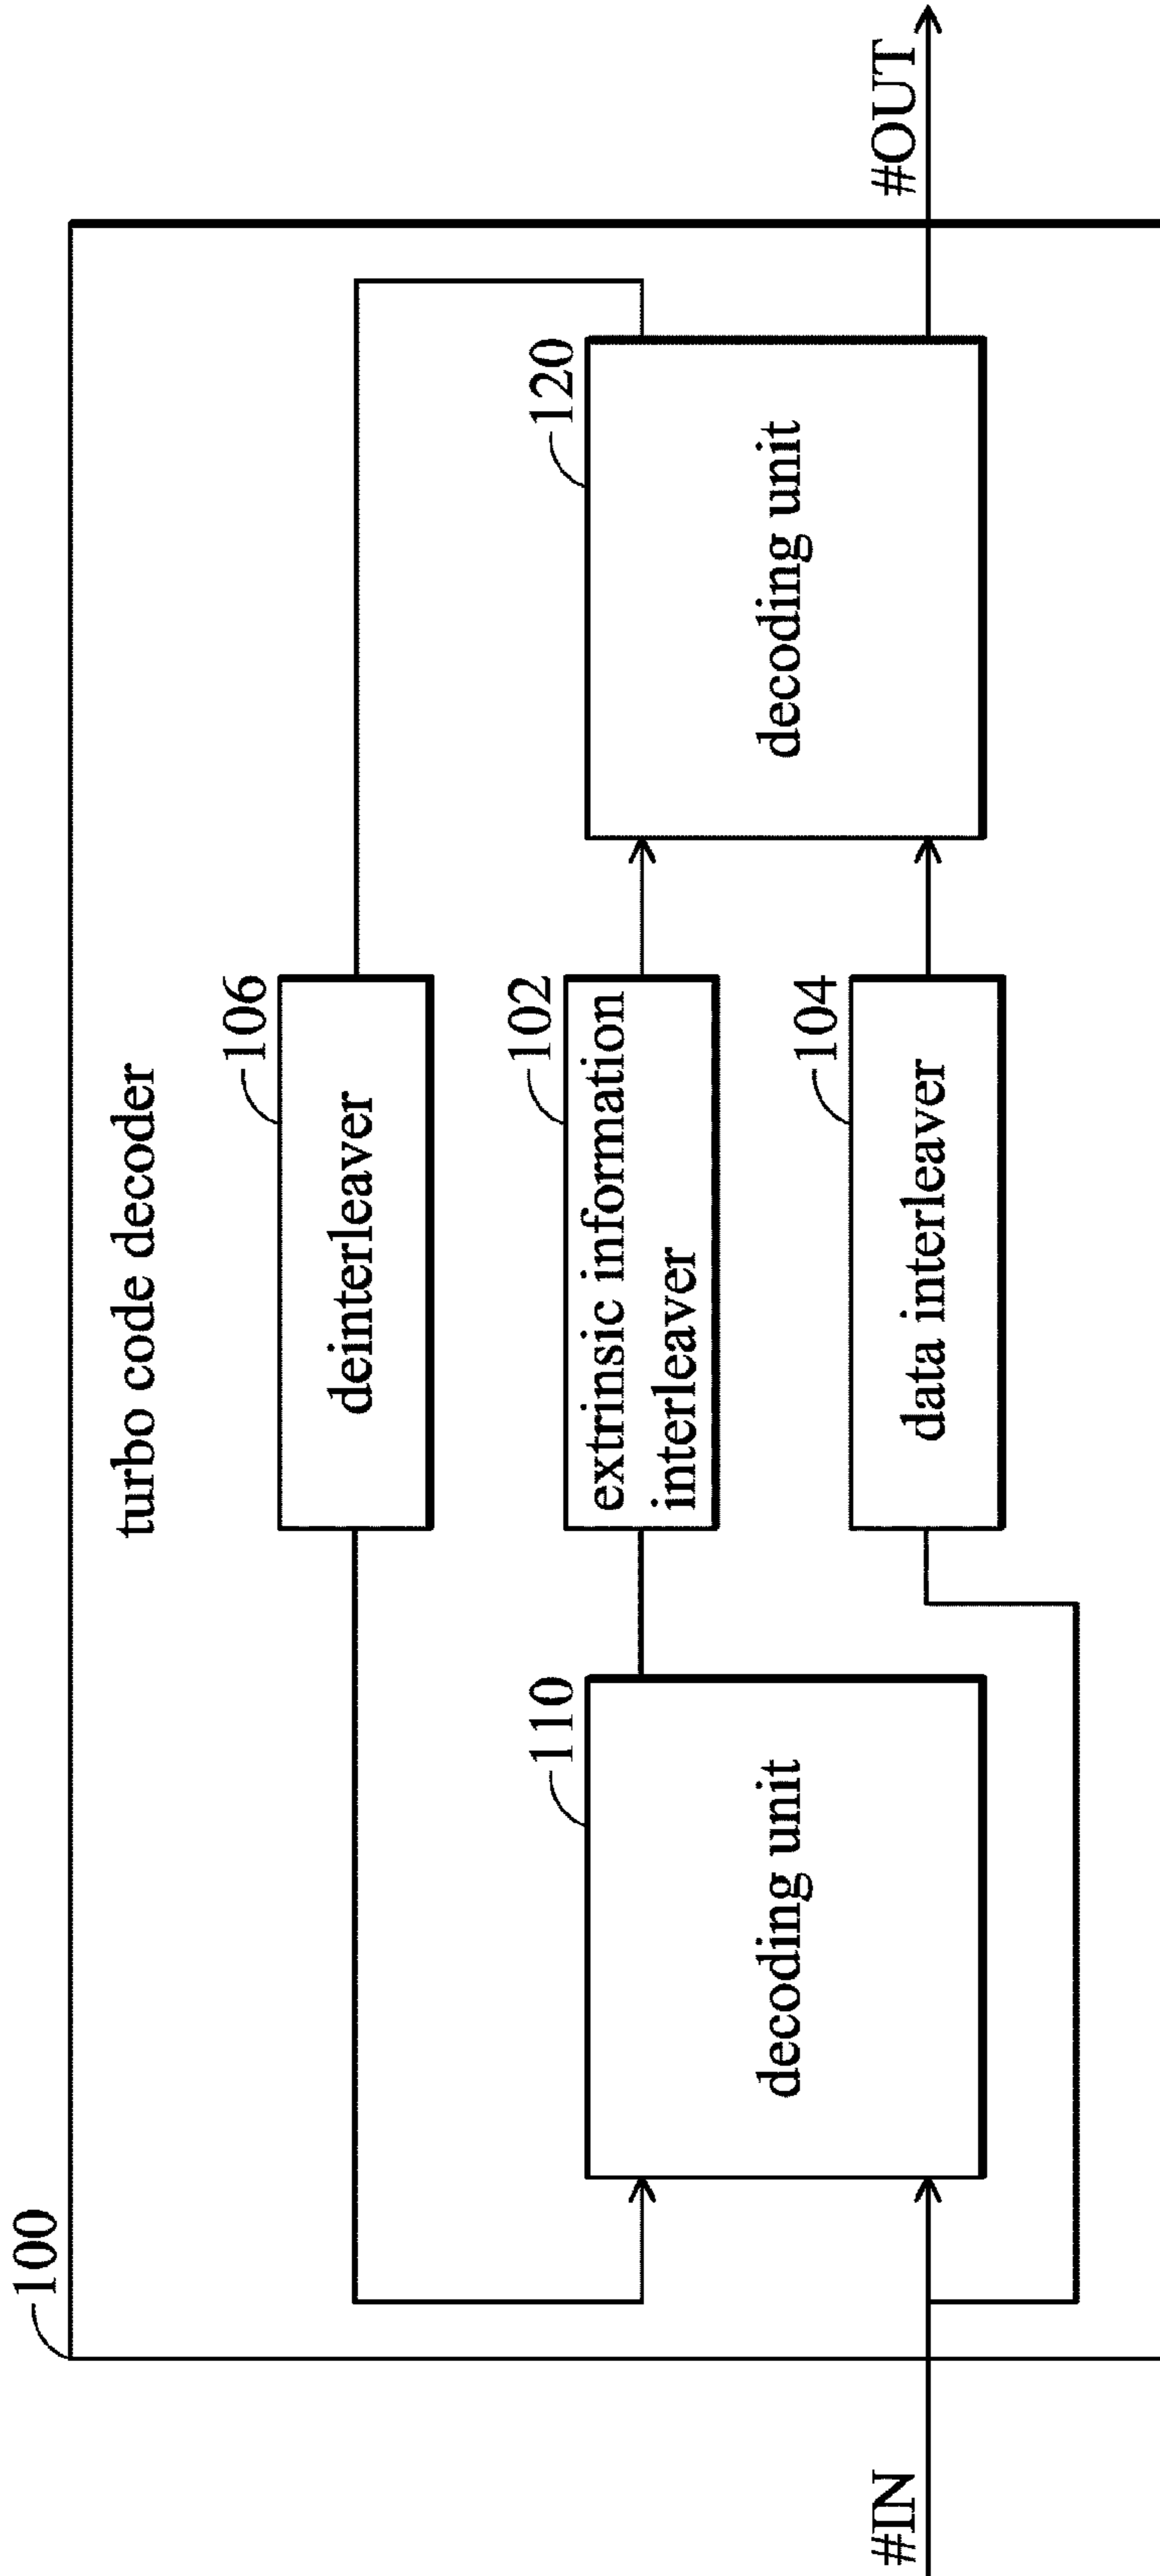 100
turbo code decoder
106
deinterleaver
110
decoding unit
102
extrinsic information
interleaver
120
decoding unit
104
data interleaver
#IN
#OUT